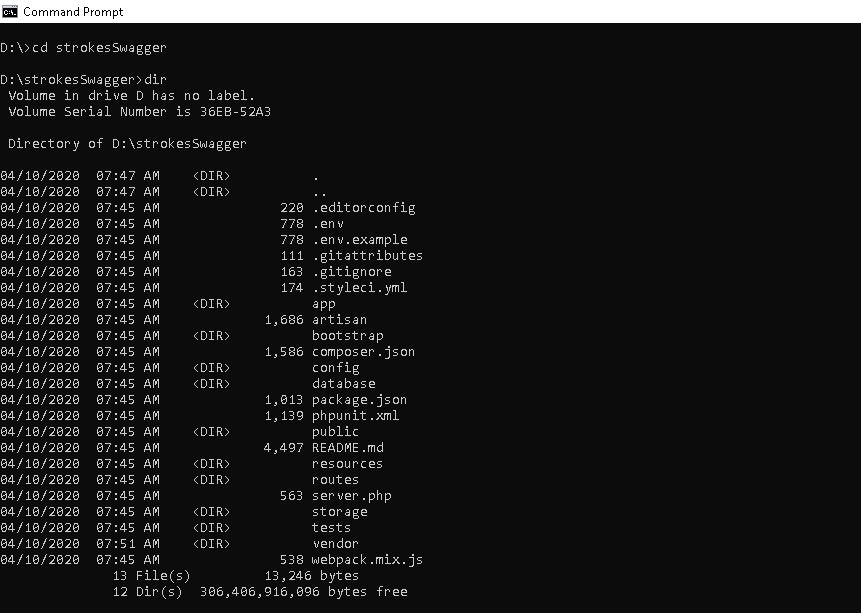 Command Prompt
D:\>cd strokesSwagger
D:\strokesSwagger>dir
 Volume in drive D has no label.
 Volume Serial Number is 36EB-52A3
 Directory of D:\strokesSwagger
04/10/2020  07:47 AM    <DIR>          .
04/10/2020  07:47 AM    <DIR>          ..
04/10/2020  07:45 AM               220 .editorconfig
04/10/2020  07:45 AM               778 .env
04/10/2020  07:45 AM               778 .env.example
04/10/2020  07:45 AM               111 .gitattributes
04/10/2020  07:45 AM               163 .gitignore
04/10/2020  07:45 AM               174 .styleci.yml
04/10/2020  07:45 AM    <DIR>          app
04/10/2020  07:45 AM             1,686 artisan
04/10/2020  07:45 AM    <DIR>          bootstrap
04/10/2020  07:45 AM             1,586 composer.json
04/10/2020  07:45 AM    <DIR>          config
04/10/2020  07:45 AM    <DIR>          database
04/10/2020  07:45 AM             1,013 package.json
04/10/2020  07:45 AM             1,139 phpunit.xml
04/10/2020  07:45 AM    <DIR>          public
04/10/2020  07:45 AM             4,497 README.md
04/10/2020  07:45 AM    <DIR>          resources
04/10/2020  07:45 AM    <DIR>          routes
04/10/2020  07:45 AM               563 server.php
04/10/2020  07:45 AM    <DIR>          storage
04/10/2020  07:45 AM    <DIR>          tests
04/10/2020  07:51 AM    <DIR>          vendor
04/10/2020  07:45 AM               538 webpack.mix.js
              13 File(s)         13,246 bytes
              12 Dir(s)  306,406,916,096 bytes free